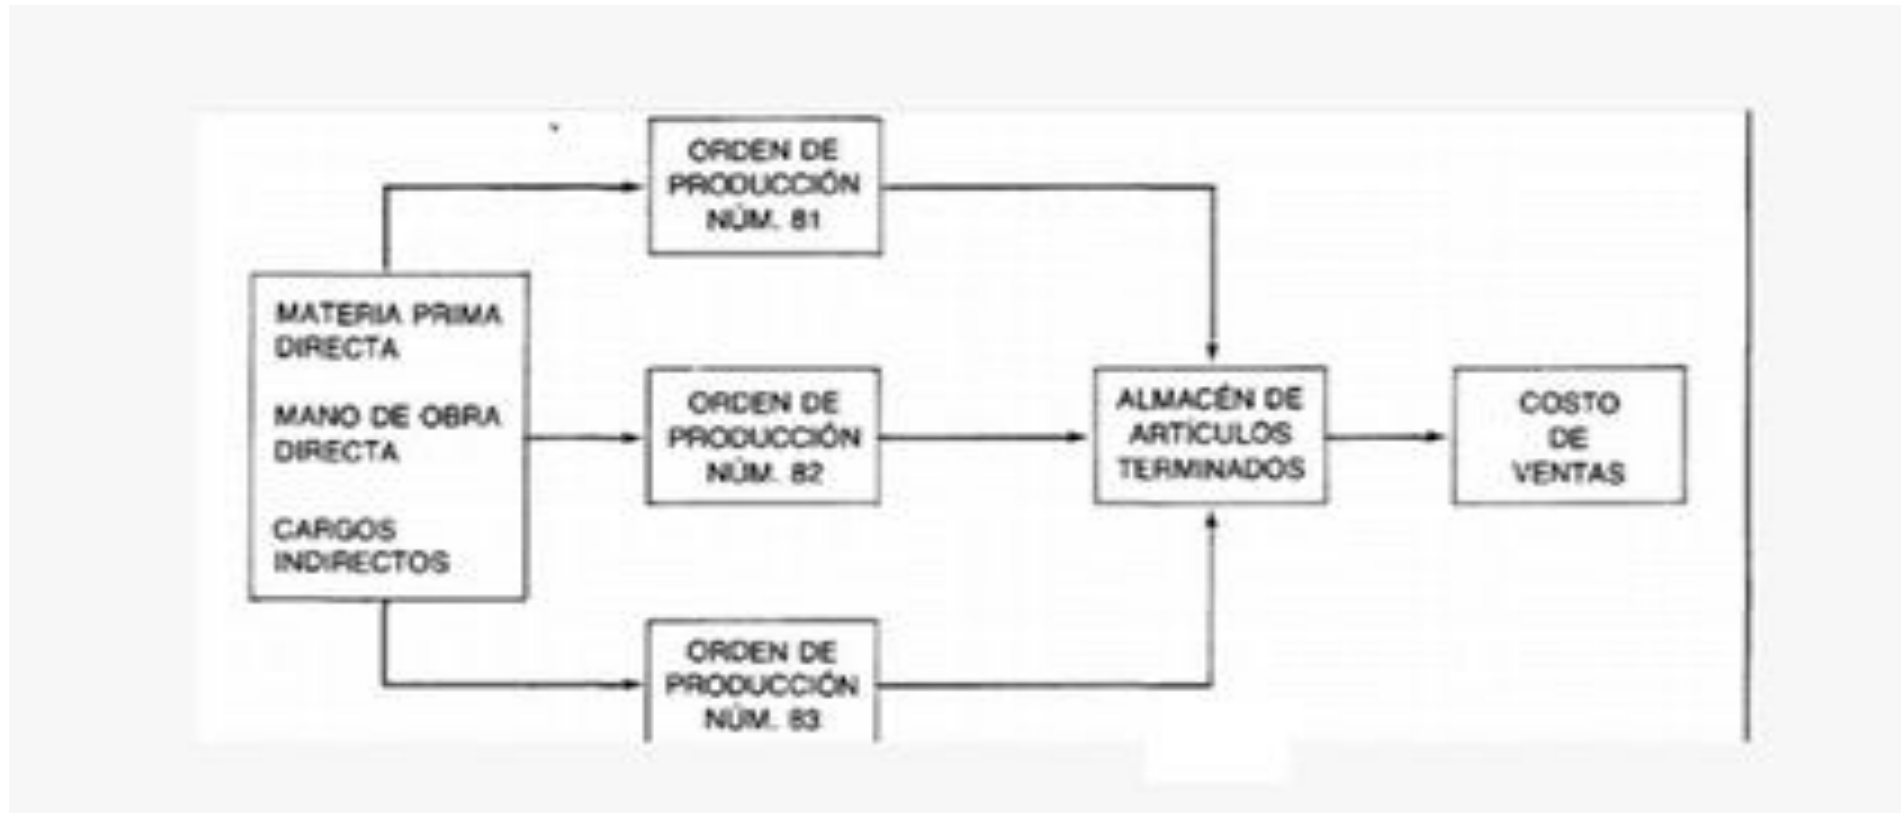 ORDEN DE
PRODUCCIÓN
NÚM. 81
MATERIA PRIMA
DIRECTA
MANO DE OBRA
DIRECTA
CARGOS
INDIRECTOS
ORDEN DE
PRODUCCIÓN
NÚM. 82
ALMACÉN DE
ARTÍCULOS
TERMINADOS
COSTO
DE
VENTAS
ORDEN DE
PRODUCCIÓN
NÚM. 83